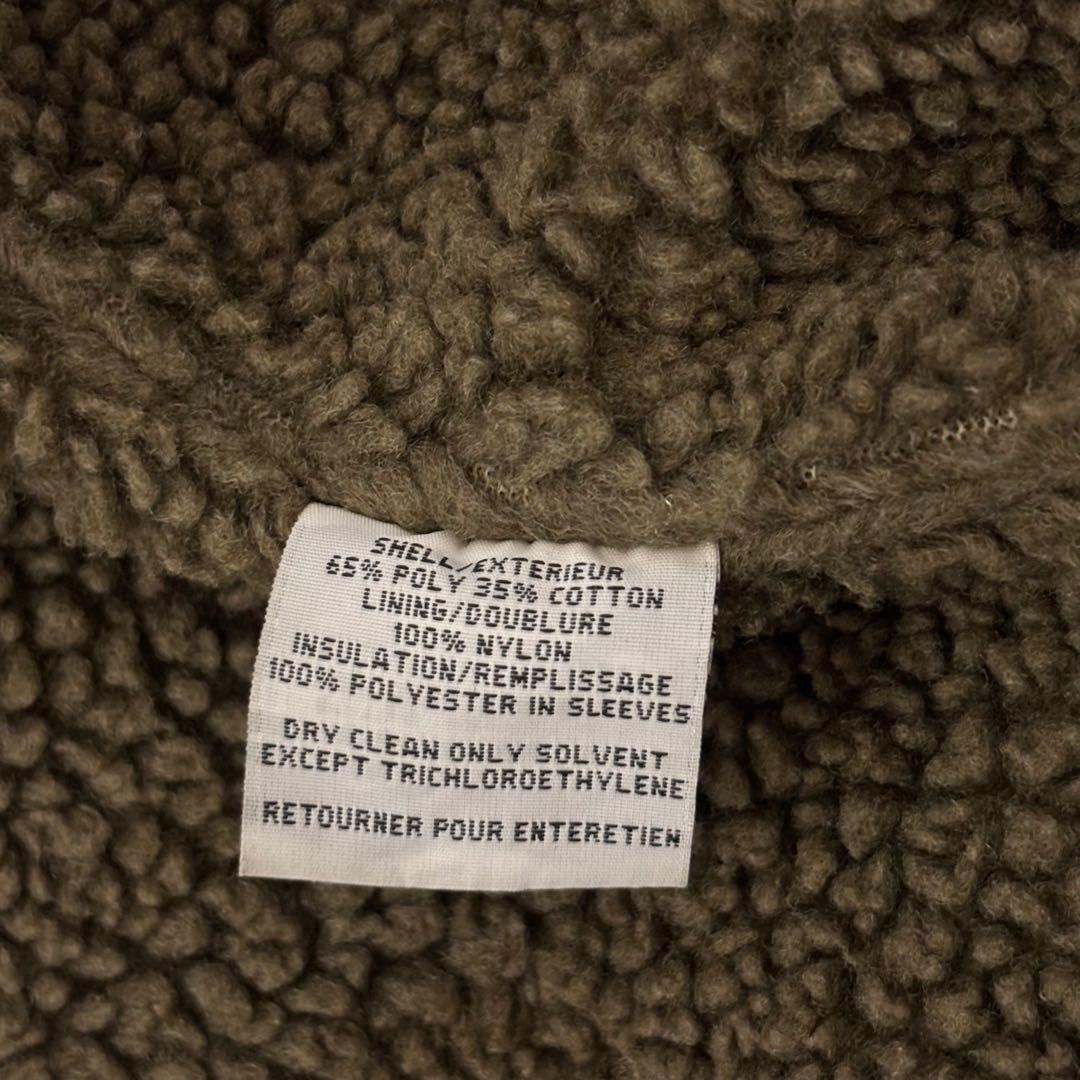 SHELL/EXTERIEUR
65% POLY 35% COTTON
LINING/DOUBLURE
100% NYLON
INSULATION/REMPLISSAGE
100% POLYESTER IN SLEEVES
DRY CLEAN ONLY SOLVENT
EXCEPT TRICHLOROETHYLENE
RETOURNER POUR ENTERETIEN